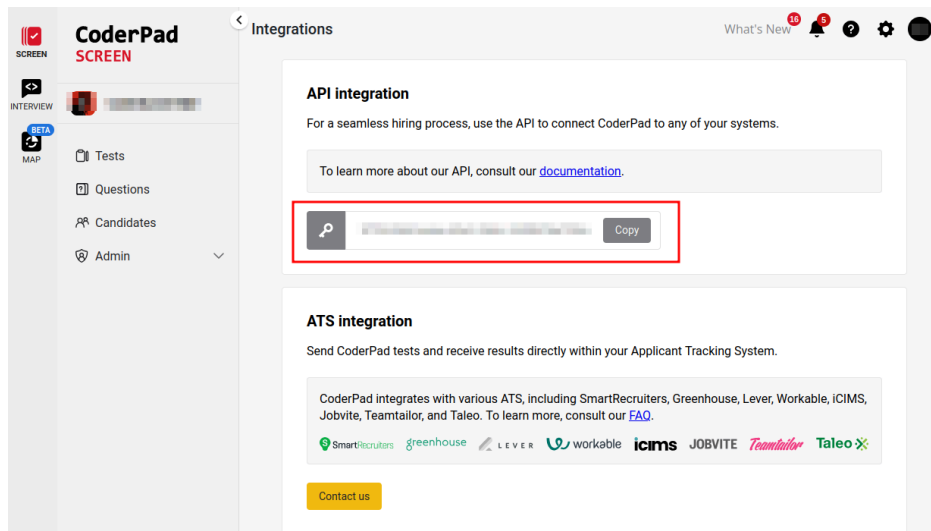 SCREEN
INTERVIEW
BETA
MAP
CoderPad
SCREEN
Tests
Questions
Candidates
Admin
Integrations
What's New
16
5
API integration
For a seamless hiring process, use the API to connect CoderPad to any of your systems.
To learn more about our API, consult our documentation.
Copy
ATS integration
Send CoderPad tests and receive results directly within your Applicant Tracking System.
CoderPad integrates with various ATS, including SmartRecruiters, Greenhouse, Lever, Workable, iCIMS,
Jobvite, Teamtailor, and Taleo. To learn more, consult our FAQ.
SmartRecruiters greenhouse LEVER workable icims JOBVITE Teamtailor Taleo
Contact us